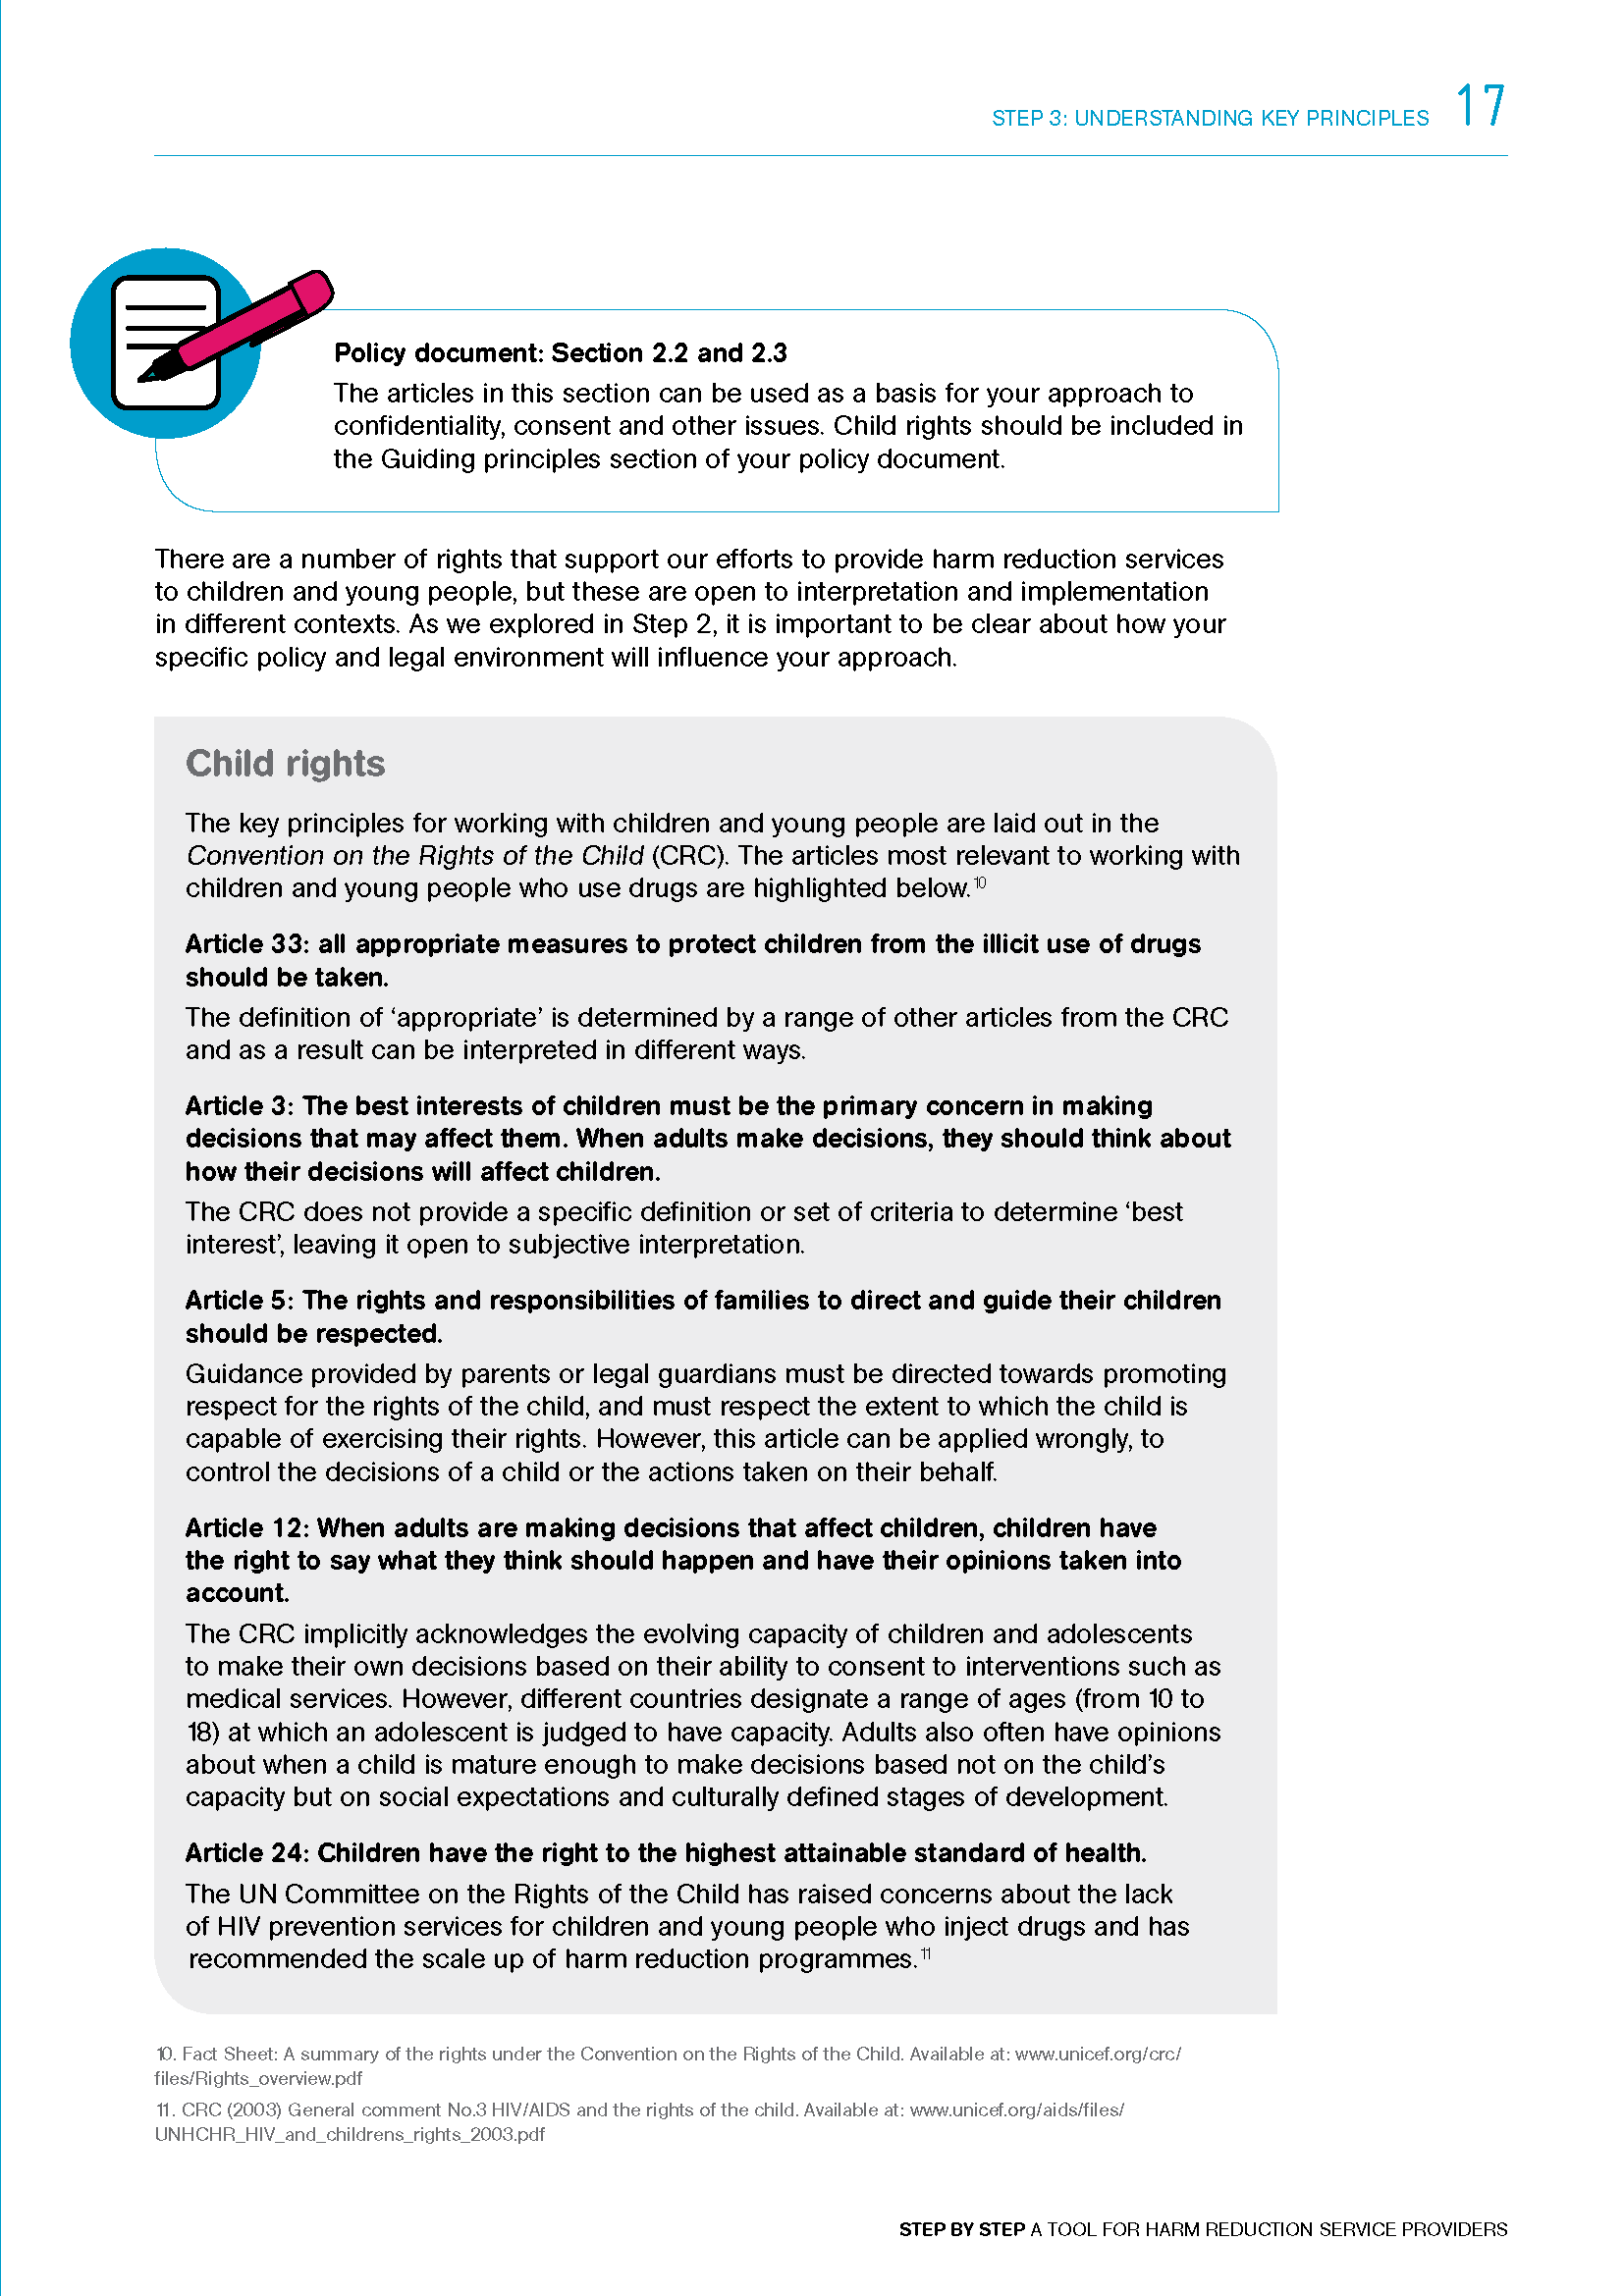 STEP 3: UNDERSTANDING KEY PRINCIPLES 17
Policy document: Section 2.2 and 2.3
The articles in this section can be used as a basis for your approach to
confidentiality, consent and other issues. Child rights should be included in
the Guiding principles section of your policy document.
There are a number of rights that support our efforts to provide harm reduction services
to children and young people, but these are open to interpretation and implementation
in different contexts. As we explored in Step 2, it is important to be clear about how your
specific policy and legal environment will influence your approach.
Child rights
The key principles for working with children and young people are laid out in the
Convention on the Rights of the Child (CRC). The articles most relevant to working with
children and young people who use drugs are highlighted below.10
Article 33: all appropriate measures to protect children from the illicit use of drugs
should be taken.
The definition of ‘appropriate’ is determined by a range of other articles from the CRC
and as a result can be interpreted in different ways.
Article 3: The best interests of children must be the primary concern in making
decisions that may affect them. When adults make decisions, they should think about
how their decisions will affect children.
The CRC does not provide a specific definition or set of criteria to determine ‘best
interest’, leaving it open to subjective interpretation.
Article 5: The rights and responsibilities of families to direct and guide their children
should be respected.
Guidance provided by parents or legal guardians must be directed towards promoting
respect for the rights of the child, and must respect the extent to which the child is
capable of exercising their rights. However, this article can be applied wrongly, to
control the decisions of a child or the actions taken on their behalf.
Article 12: When adults are making decisions that affect children, children have
the right to say what they think should happen and have their opinions taken into
account.
The CRC implicitly acknowledges the evolving capacity of children and adolescents
to make their own decisions based on their ability to consent to interventions such as
medical services. However, different countries designate a range of ages (from 10 to
18) at which an adolescent is judged to have capacity. Adults also often have opinions
about when a child is mature enough to make decisions based not on the child’s
capacity but on social expectations and culturally defined stages of development.
Article 24: Children have the right to the highest attainable standard of health.
The UN Committee on the Rights of the Child has raised concerns about the lack
of HIV prevention services for children and young people who inject drugs and has
recommended the scale up of harm reduction programmes.11
10. Fact Sheet: A summary of the rights under the Convention on the Rights of the Child. Available at: www.unicef.org/crc/
files/Rights_overview.pdf
11. CRC (2003) General comment No.3 HIV/AIDS and the rights of the child. Available at: www.unicef.org/aids/files/
UNHCHR_HIV_and_childrens_rights_2003.pdf
STEP BY STEP A TOOL FOR HARM REDUCTION SERVICE PROVIDERS